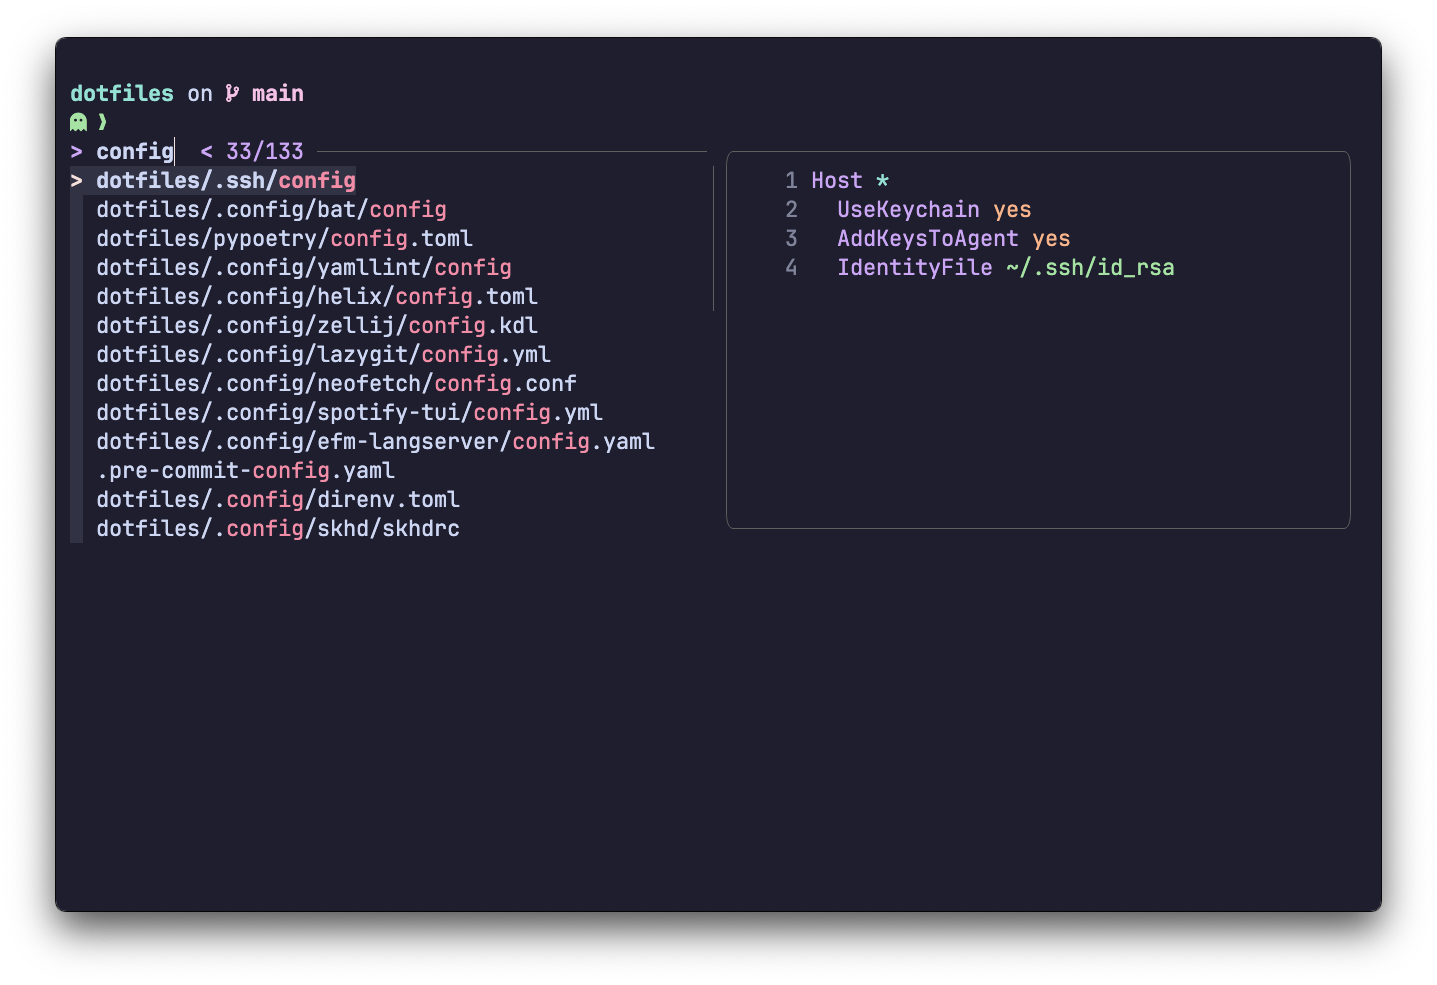 dotfiles on main
❫
> config < 33/133
> dotfiles/.ssh/config
dotfiles/.config/bat/config
dotfiles/pypoetry/config.toml
dotfiles/.config/yamllint/config
dotfiles/.config/helix/config.toml
dotfiles/.config/zellij/config.kdl
dotfiles/.config/lazygit/config.yml
dotfiles/.config/neofetch/config.conf
dotfiles/.config/spotify-tui/config.yml
dotfiles/.config/efm-langserver/config.yaml
.pre-commit-config.yaml
dotfiles/.config/direnv.toml
dotfiles/.config/skhd/skhdrc
1 Host *
2 UseKeychain yes
3 AddKeysToAgent yes
4 IdentityFile ~/.ssh/id_rsa